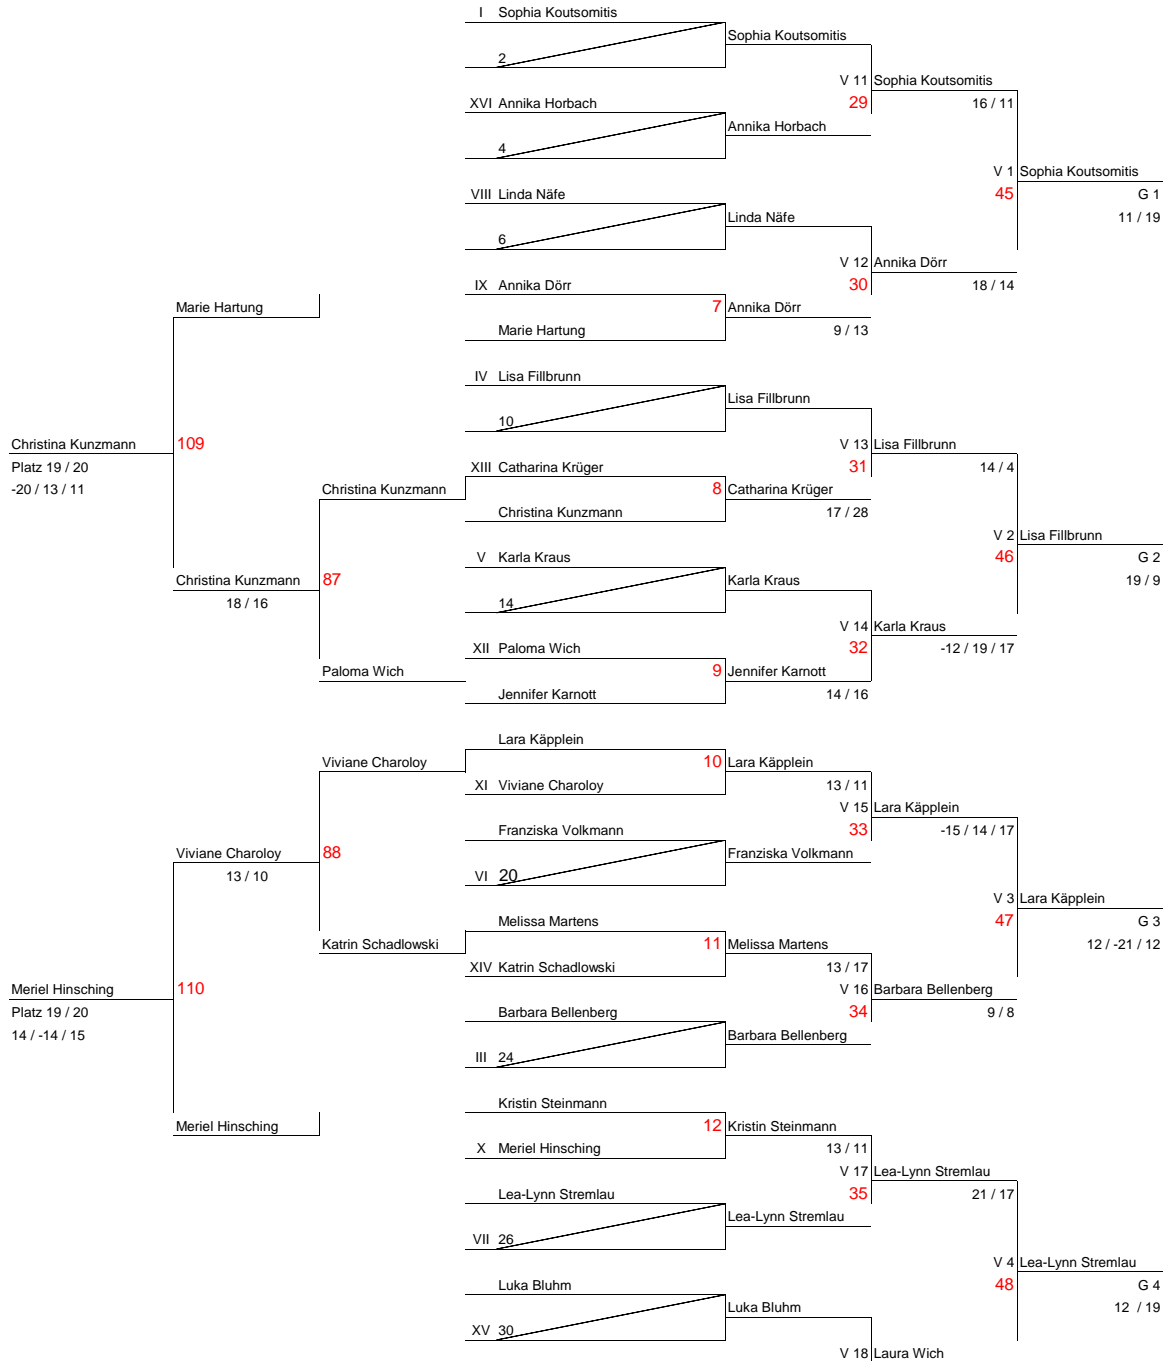 I Sophia Koutsomitis
Sophia Koutsomitis
2
V 11 Sophia Koutsomitis
XVI Annika Horbach
29
16 / 11
Annika Horbach
4
V 1 Sophia Koutsomitis
VIII Linda Näfe
45
G 1
Linda Näfe
11 / 19
6
V 12 Annika Dörr
IX Annika Dörr
30
18 / 14
Marie Hartung
7
Annika Dörr
Marie Hartung
9 / 13
IV Lisa Fillbrunn
Lisa Fillbrunn
10
Christina Kunzmann
109
V 13 Lisa Fillbrunn
Platz 19 / 20
XIII Catharina Krüger
31
14 / 4
-20 / 13 / 11
Christina Kunzmann
8
Catharina Krüger
Christina Kunzmann
17 / 28
V 2 Lisa Fillbrunn
V Karla Kraus
46
G 2
Christina Kunzmann
87
Karla Kraus
19 / 9
18 / 16
14
V 14 Karla Kraus
XII Paloma Wich
32
-12 / 19 / 17
Paloma Wich
9
Jennifer Karnott
Jennifer Karnott
14 / 16
Lara Käpplein
Viviane Charoloy
10
Lara Käpplein
XI Viviane Charoloy
13 / 11
V 15 Lara Käpplein
Franziska Volkmann
33
-15 / 14 / 17
Viviane Charoloy
88
Franziska Volkmann
13 / 10
VI 20
V 3 Lara Käpplein
Melissa Martens
47
G 3
Katrin Schadlowski
11
Melissa Martens
12 / -21 / 12
XIV Katrin Schadlowski
13 / 17
Meriel Hinsching
110
V 16 Barbara Bellenberg
Platz 19 / 20
Barbara Bellenberg
34
9 / 8
14 / -14 / 15
Barbara Bellenberg
III 24
Kristin Steinmann
Meriel Hinsching
12
Kristin Steinmann
X Meriel Hinsching
13 / 11
V 17 Lea-Lynn Stremlau
Lea-Lynn Stremlau
35
21 / 17
Lea-Lynn Stremlau
VII 26
V 4 Lea-Lynn Stremlau
Luka Bluhm
48
G 4
Luka Bluhm
12 / 19
XV 30
V 18 Laura Wich